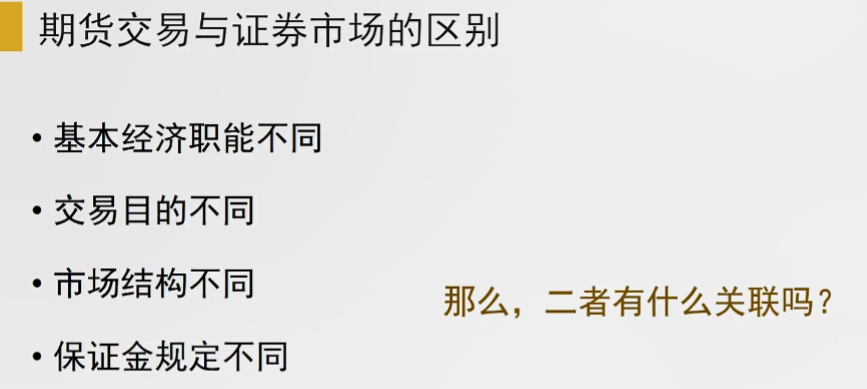 期货交易与证券市场的区别
• 基本经济职能不同
• 交易目的不同
• 市场结构不同
那么，二者有什么关联吗？
• 保证金规定不同